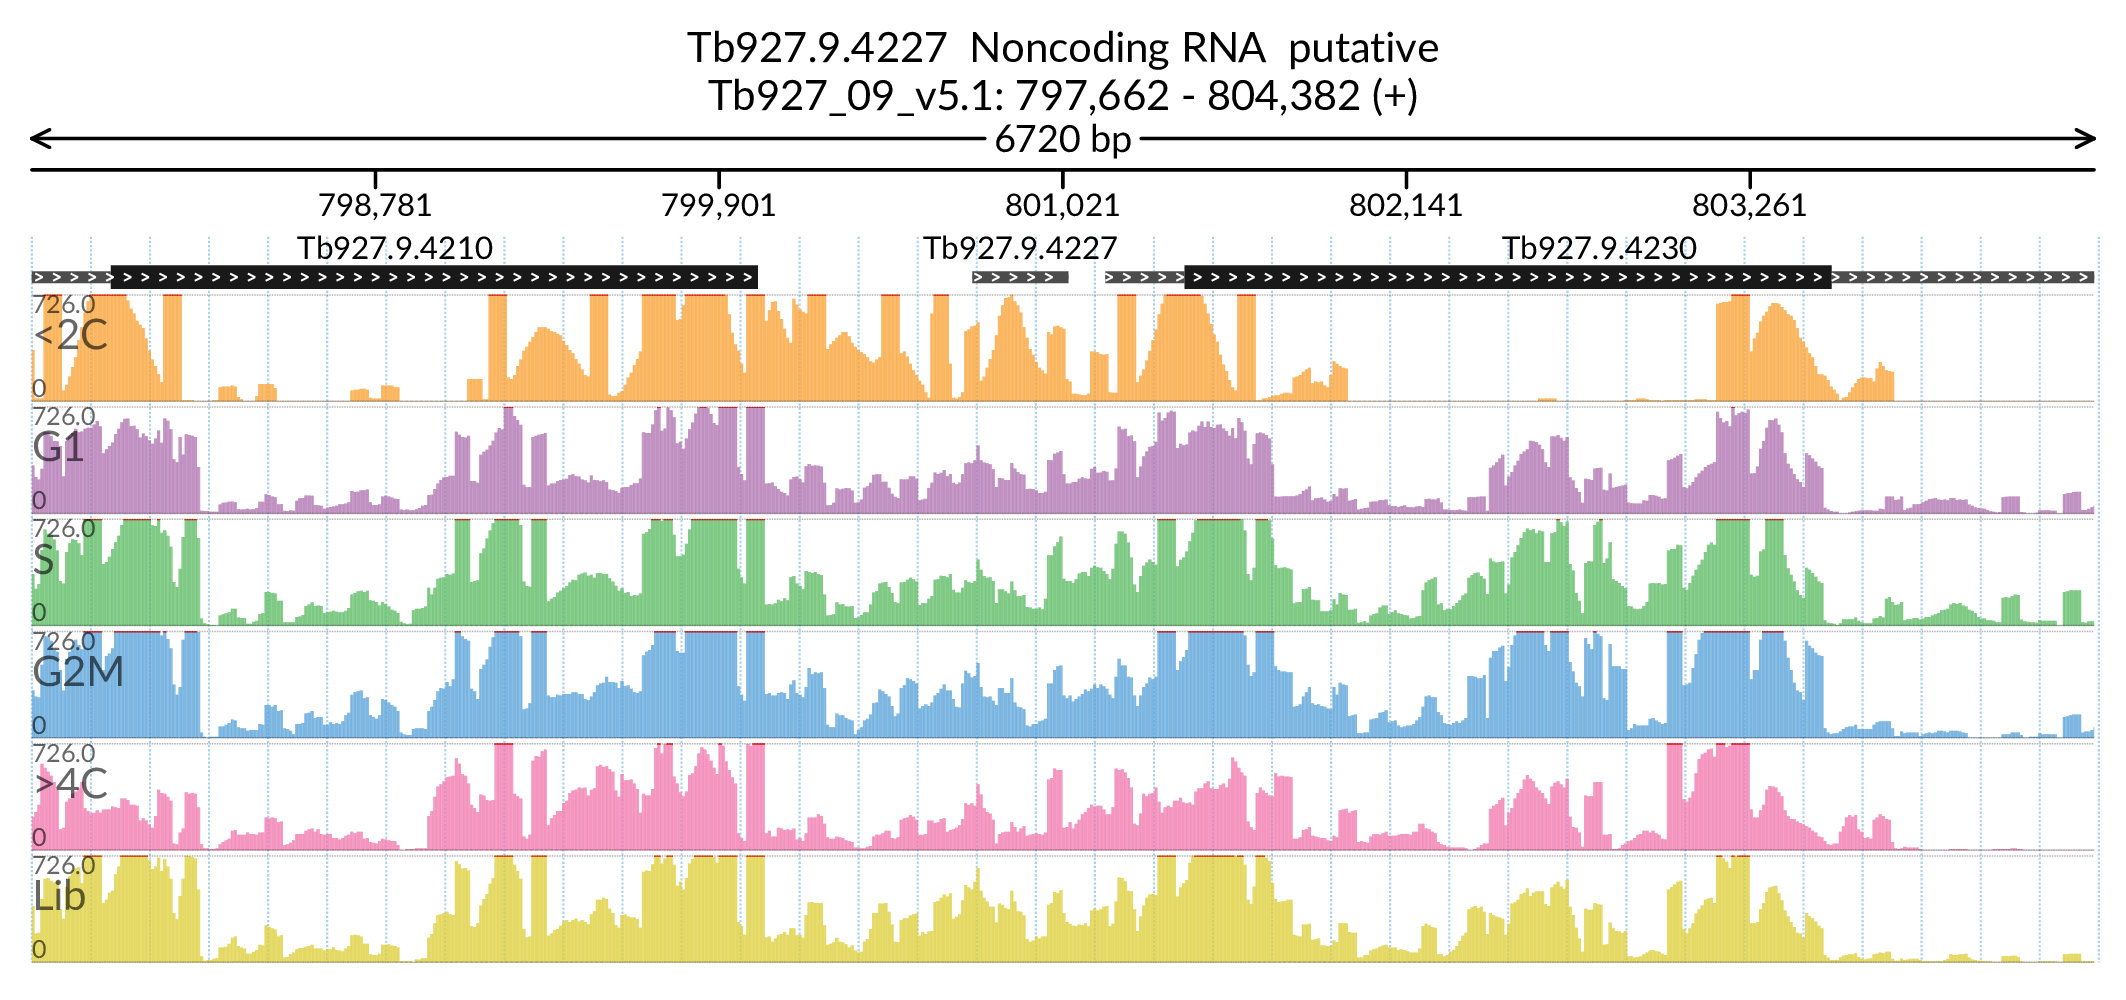 Tb927.9.4227 Noncoding RNA putative
Tb927_09_v5.1: 797,662 - 804,382 (+)
6720 bp
798,781 799,901 801,021 802,141 803,261
Tb927.9.4210 Tb927.9.4227 Tb927.9.4230
726.0
<2C
0
726.0
G1
0
726.0
S
0
726.0
G2M
0
726.0
>4C
0
726.0
Lib
0